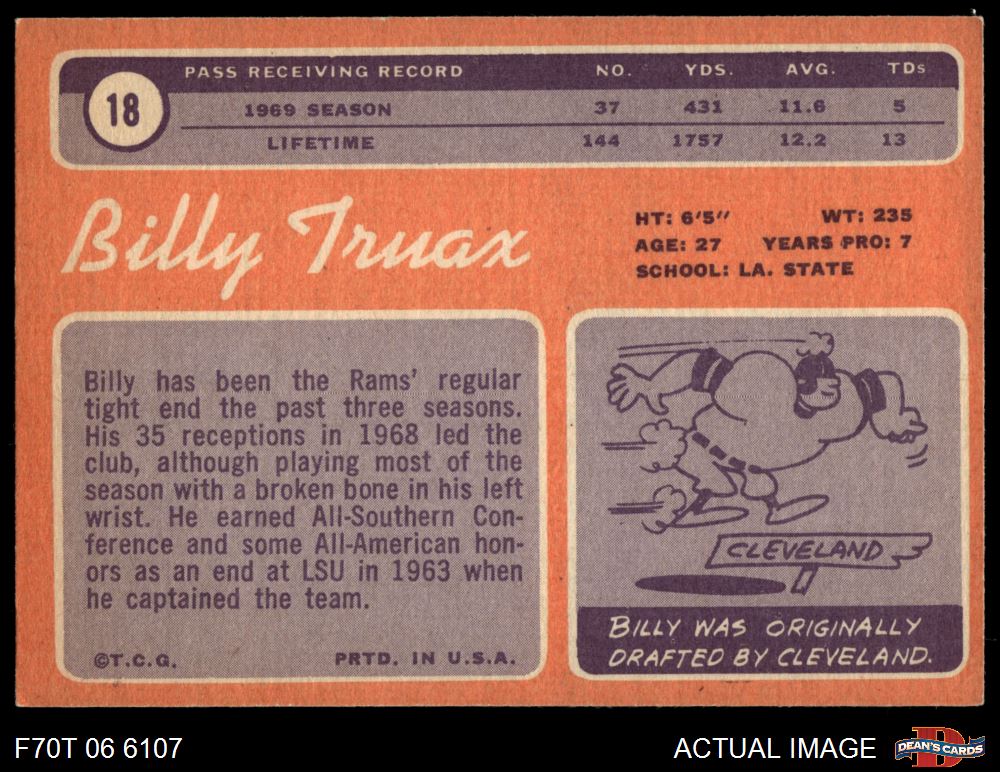 18
PASS RECEIVING RECORD NO. YDS. AVG. TDs
1969 SEASON 37 431 11.6 5
LIFETIME 144 1757 12.2 13
Billy Truax
HT: 6'5" WT: 235
AGE: 27 YEARS PRO: 7
SCHOOL: LA. STATE
Billy has been the Rams' regular
tight end the past three seasons.
His 35 receptions in 1968 led the
club, although playing most of the
season with a broken bone in his left
wrist. He earned All-Southern Con-
ference and some All-American hon-
ors as an end at LSU in 1963 when
he captained the team.
©T.C.G. PRTD. IN U.S.A.
CLEVELAND
BILLY WAS ORIGINALLY
DRAFTED BY CLEVELAND.
F70T 06 6107
ACTUAL IMAGE
D
DEAN'S CARDS